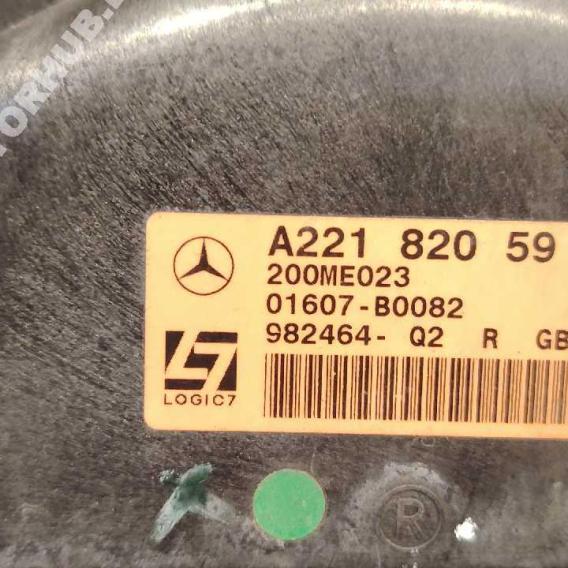 A221 820 59
200ME023
01607-B0082
982464- Q2 R GB
LOGIC7
R